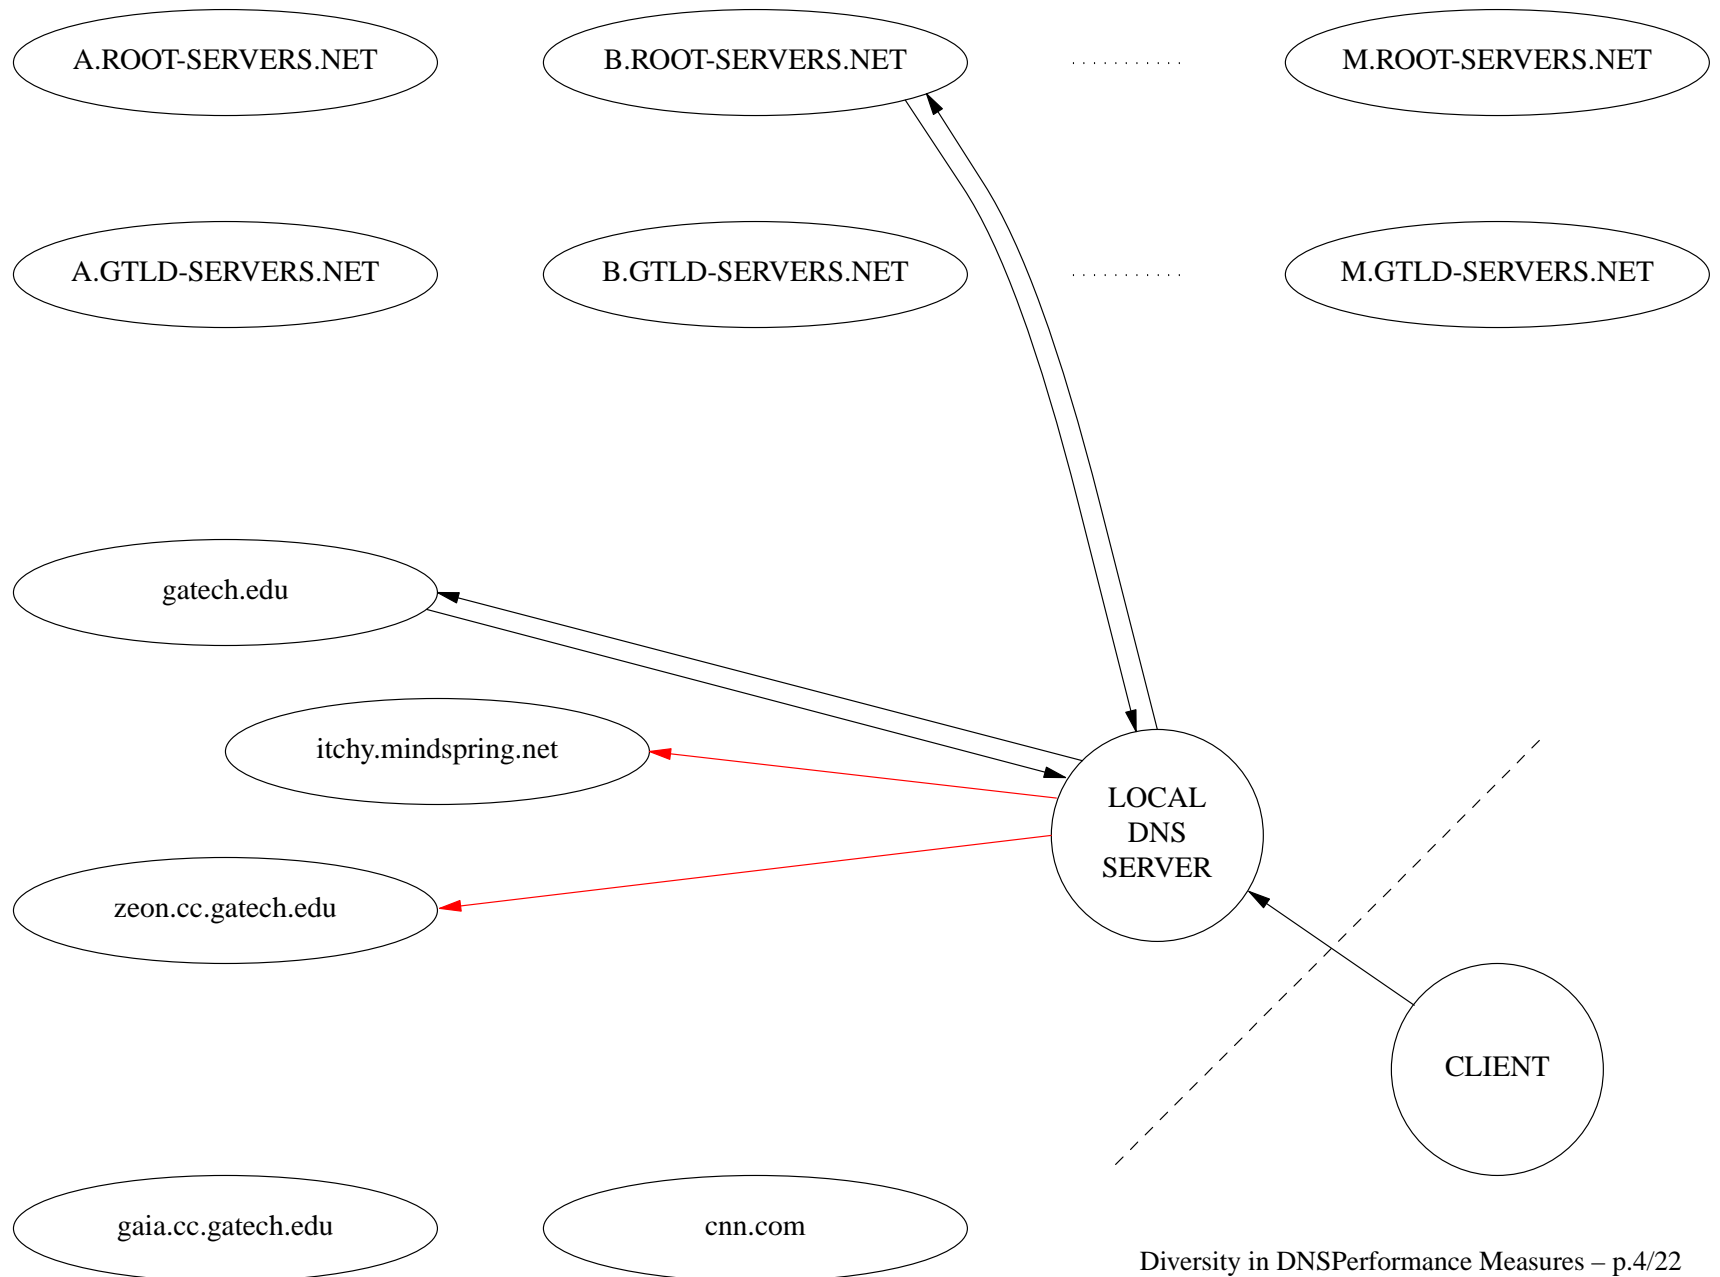 A.ROOT-SERVERS.NET
B.ROOT-SERVERS.NET
M.ROOT-SERVERS.NET
A.GTLD-SERVERS.NET
B.GTLD-SERVERS.NET
M.GTLD-SERVERS.NET
gatech.edu
itchy.mindspring.net
LOCAL
DNS
SERVER
zeon.cc.gatech.edu
CLIENT
gaia.cc.gatech.edu
cnn.com
Diversity in DNSPerformance Measures – p.4/22